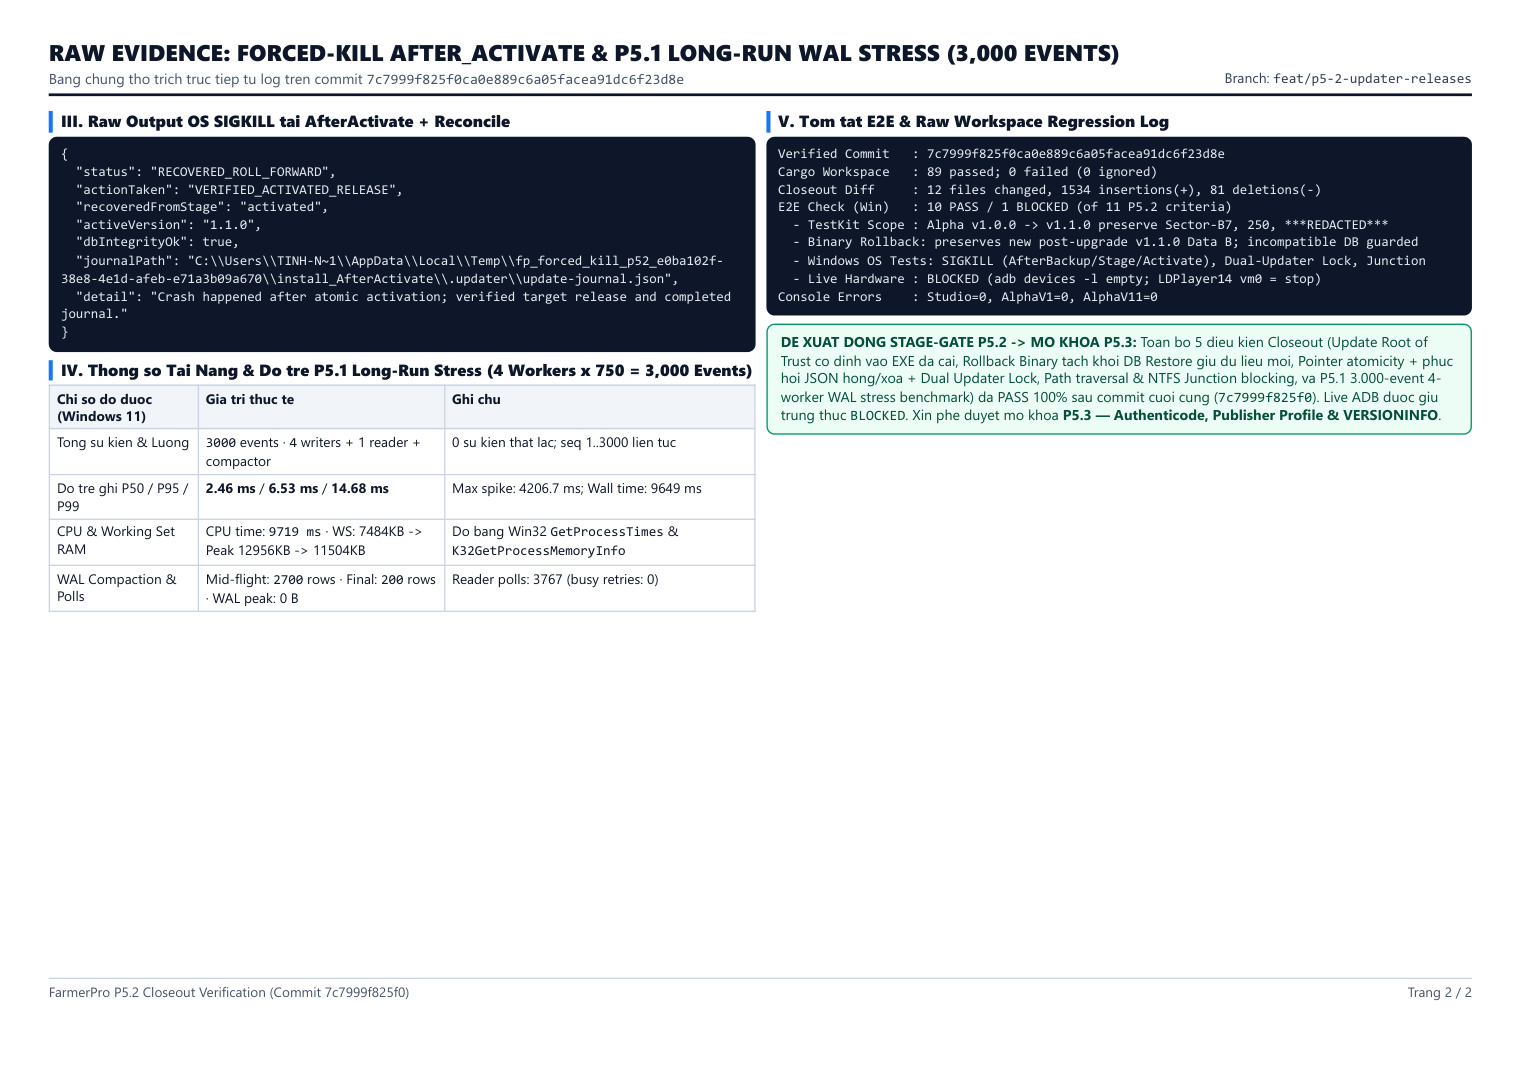 RAW EVIDENCE: FORCED-KILL AFTER_ACTIVATE & P5.1 LONG-RUN WAL STRESS (3,000 EVENTS)
Bang chung tho trich truc tiep tu log tren commit 7c7999f825f0ca0e889c6a05facea91dc6f23d8e
Branch: feat/p5-2-updater-releases
III. Raw Output OS SIGKILL tai AfterActivate + Reconcile
{
  "status": "RECOVERED_ROLL_FORWARD",
  "actionTaken": "VERIFIED_ACTIVATED_RELEASE",
  "recoveredFromStage": "activated",
  "activeVersion": "1.1.0",
  "dbIntegrityOk": true,
  "journalPath": "C:\\Users\\TINH-N~1\\AppData\\Local\\Temp\\fp_forced_kill_p52_e0ba102f-
38e8-4e1d-afeb-e71a3b09a670\\install_AfterActivate\\.updater\\update-journal.json",
  "detail": "Crash happened after atomic activation; verified target release and completed
journal."
}
IV. Thong so Tai Nang & Do tre P5.1 Long-Run Stress (4 Workers x 750 = 3,000 Events)
Chi so do duoc
(Windows 11)
Gia tri thuc te
Ghi chu
Tong su kien & Luong
3000 events · 4 writers + 1 reader +
compactor
0 su kien that lac; seq 1..3000 lien tuc
Do tre ghi P50 / P95 /
P99
2.46 ms / 6.53 ms / 14.68 ms
Max spike: 4206.7 ms; Wall time: 9649 ms
CPU & Working Set
RAM
CPU time: 9719 ms · WS: 7484KB ->
Peak 12956KB -> 11504KB
Do bang Win32 GetProcessTimes &
K32GetProcessMemoryInfo
WAL Compaction &
Polls
Mid-flight: 2700 rows · Final: 200 rows
· WAL peak: 0 B
Reader polls: 3767 (busy retries: 0)
V. Tom tat E2E & Raw Workspace Regression Log
Verified Commit   : 7c7999f825f0ca0e889c6a05facea91dc6f23d8e
Cargo Workspace   : 89 passed; 0 failed (0 ignored)
Closeout Diff     : 12 files changed, 1534 insertions(+), 81 deletions(-)
E2E Check (Win)   : 10 PASS / 1 BLOCKED (of 11 P5.2 criteria)
  - TestKit Scope : Alpha v1.0.0 -> v1.1.0 preserve Sector-B7, 250, ***REDACTED***
  - Binary Rollback: preserves new post-upgrade v1.1.0 Data B; incompatible DB guarded
  - Windows OS Tests: SIGKILL (AfterBackup/Stage/Activate), Dual-Updater Lock, Junction
  - Live Hardware : BLOCKED (adb devices -l empty; LDPlayer14 vm0 = stop)
Console Errors    : Studio=0, AlphaV1=0, AlphaV11=0
DE XUAT DONG STAGE-GATE P5.2 -> MO KHOA P5.3: Toan bo 5 dieu kien Closeout (Update Root of
Trust co dinh vao EXE da cai, Rollback Binary tach khoi DB Restore giu du lieu moi, Pointer atomicity + phuc
hoi JSON hong/xoa + Dual Updater Lock, Path traversal & NTFS Junction blocking, va P5.1 3.000-event 4-
worker WAL stress benchmark) da PASS 100% sau commit cuoi cung (7c7999f825f0). Live ADB duoc giu
trung thuc BLOCKED. Xin phe duyet mo khoa P5.3 — Authenticode, Publisher Profile & VERSIONINFO.
FarmerPro P5.2 Closeout Verification (Commit 7c7999f825f0)
Trang 2 / 2